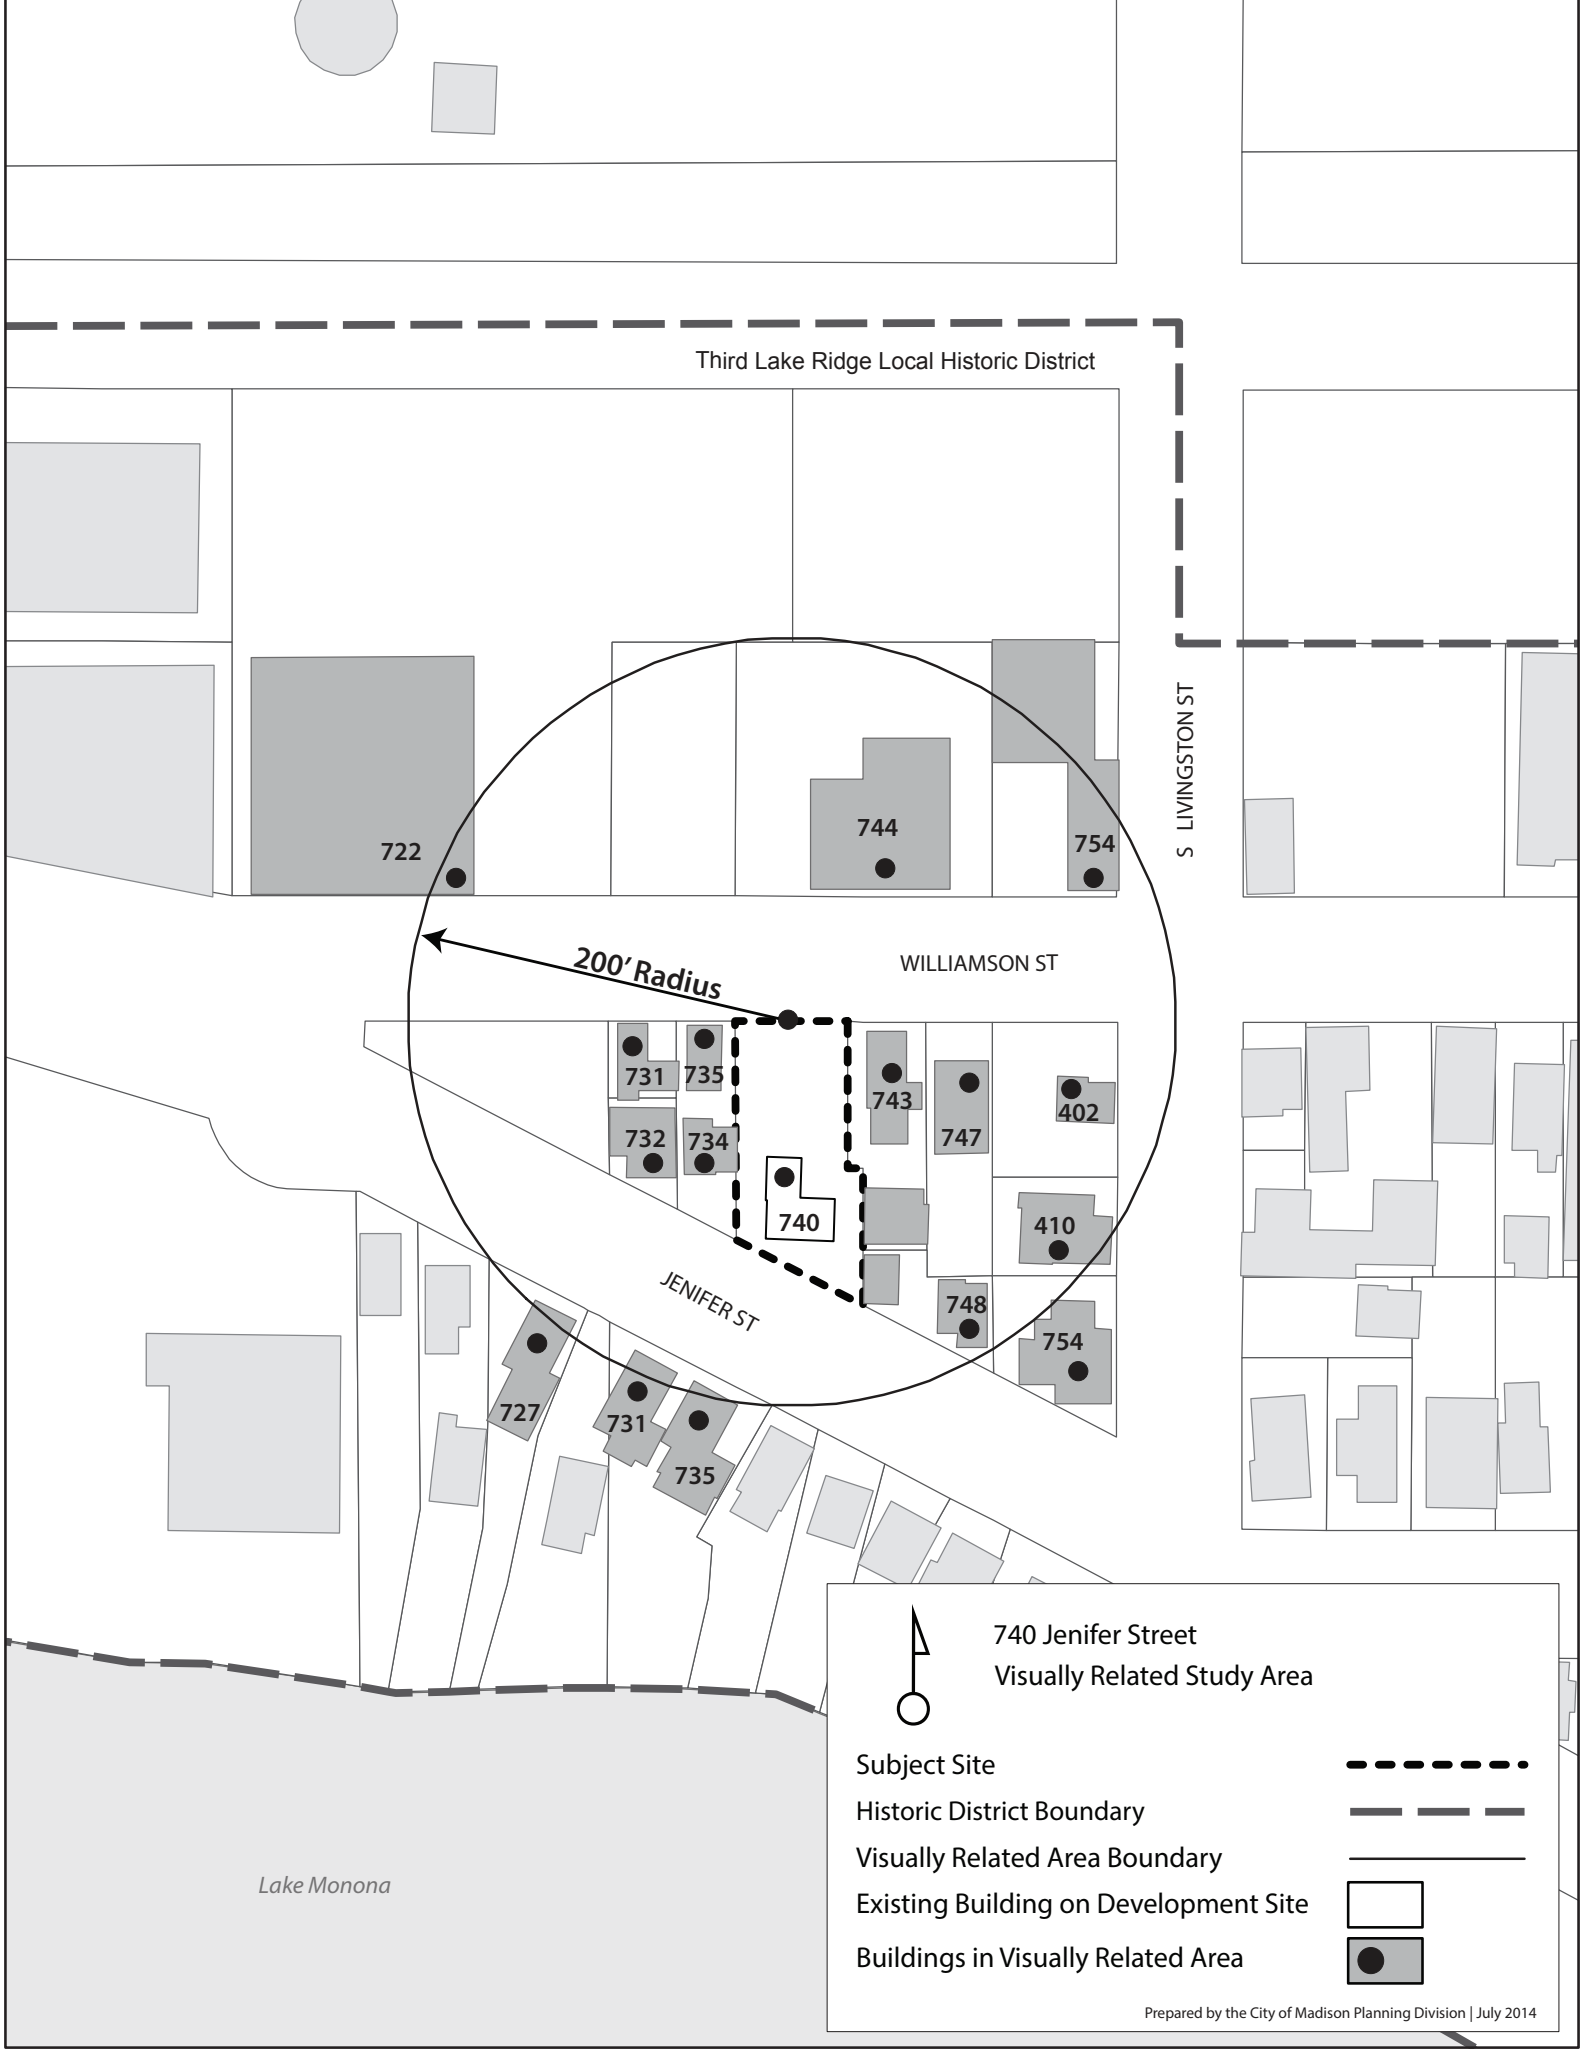 Third Lake Ridge Local Historic District
S LIVINGSTON ST
744
722
754
200' Radius
WILLIAMSON ST
731
735
743
402
732
734
747
740
410
JENIFER ST
748
754
727
731
735
740 Jenifer Street
Visually Related Study Area
Subject Site
Historic District Boundary
Visually Related Area Boundary
Existing Building on Development Site
Buildings in Visually Related Area
Prepared by the City of Madison Planning Division | July 2014
Lake Monona